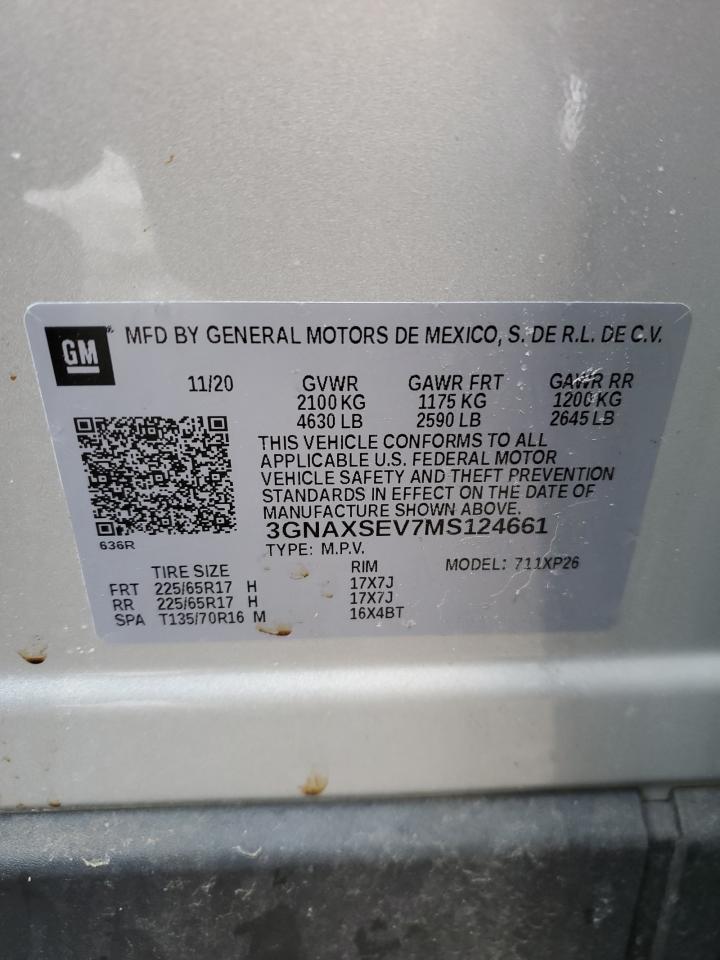 GM
MFD BY GENERAL MOTORS DE MEXICO, S. DE R.L. DE C.V.
11/20 GVWR GAWR FRT GAWR RR
2100 KG 1175 KG 1200 KG
4630 LB 2590 LB 2645 LB
THIS VEHICLE CONFORMS TO ALL
APPLICABLE U.S. FEDERAL MOTOR
VEHICLE SAFETY AND THEFT PREVENTION
STANDARDS IN EFFECT ON THE DATE OF
MANUFACTURE SHOWN ABOVE.
3GNAXSEV7MS124661
636R TYPE: M.P.V.
TIRE SIZE RIM MODEL: 711XP26
FRT 225/65R17 H 17X7J
RR 225/65R17 H 17X7J
SPA T135/70R16 M 16X4BT